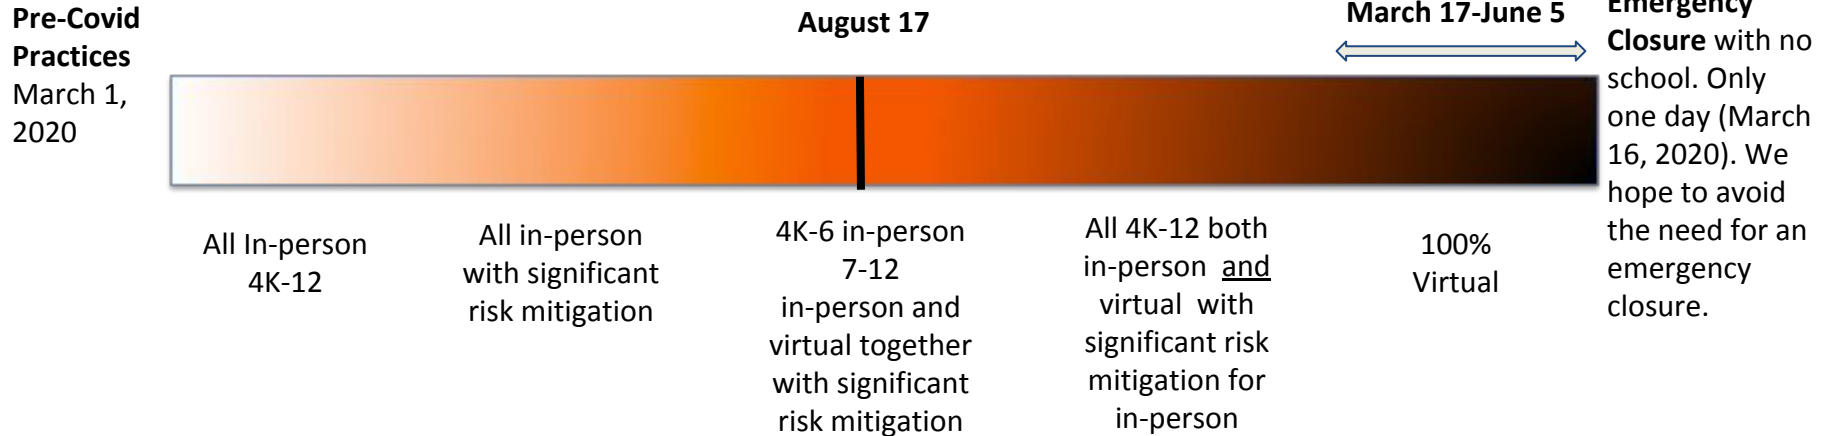 Pre-Covid
Practices
March 1,
2020
August 17
March 17-June 5
Emergency
Closure with no
school. Only
one day (March
16, 2020). We
hope to avoid
the need for an
emergency
closure.
All In-person
4K-12
All in-person
with significant
risk mitigation
4K-6 in-person
7-12
in-person and
virtual together
with significant
risk mitigation
All 4K-12 both
in-person and
virtual with
significant risk
mitigation for
in-person
100%
Virtual